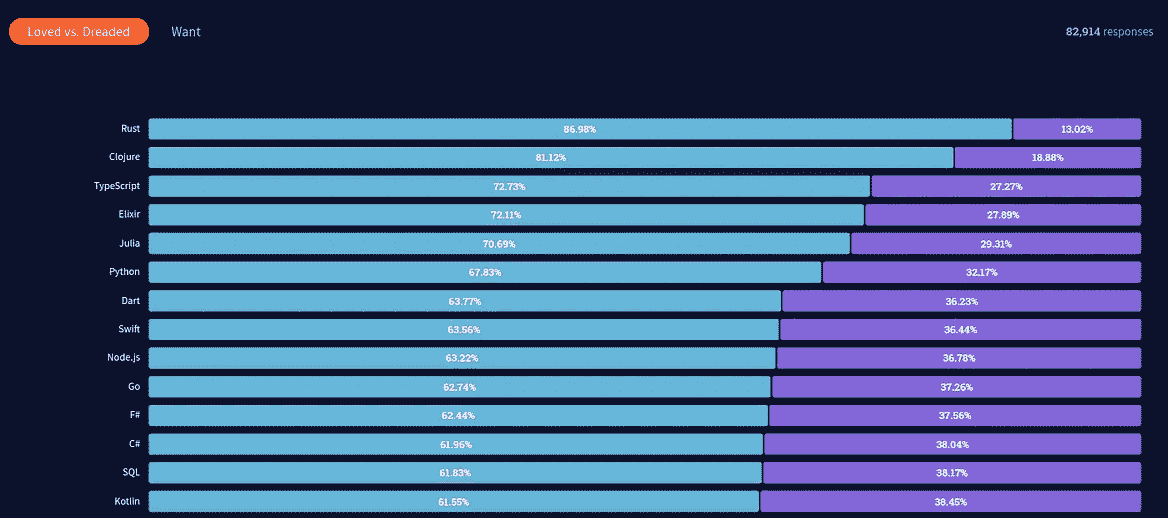 Loved vs. Dreaded Want 82,914 responses
Rust 86.98% 13.02%
Clojure 81.12% 18.88%
TypeScript 72.73% 27.27%
Elixir 72.11% 27.89%
Julia 70.69% 29.31%
Python 67.83% 32.17%
Dart 63.77% 36.23%
Swift 63.56% 36.44%
Node.js 63.22% 36.78%
Go 62.74% 37.26%
F# 62.44% 37.56%
C# 61.96% 38.04%
SQL 61.83% 38.17%
Kotlin 61.55% 38.45%